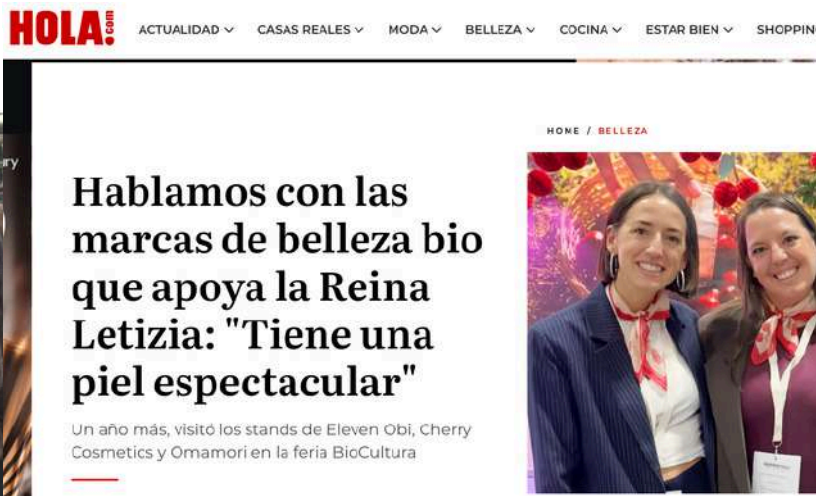 HOLA!.com
ACTUALIDAD CASAS REALES MODA BELLEZA COCINA ESTAR BIEN SHOPPING
HOME / BELLEZA
Hablamos con las
marcas de belleza bio
que apoya la Reina
Letizia: "Tiene una
piel espectacular"
Un año más, visitó los stands de Eleven Obi, Cherry
Cosmetics y Omamori en la feria BioCultura